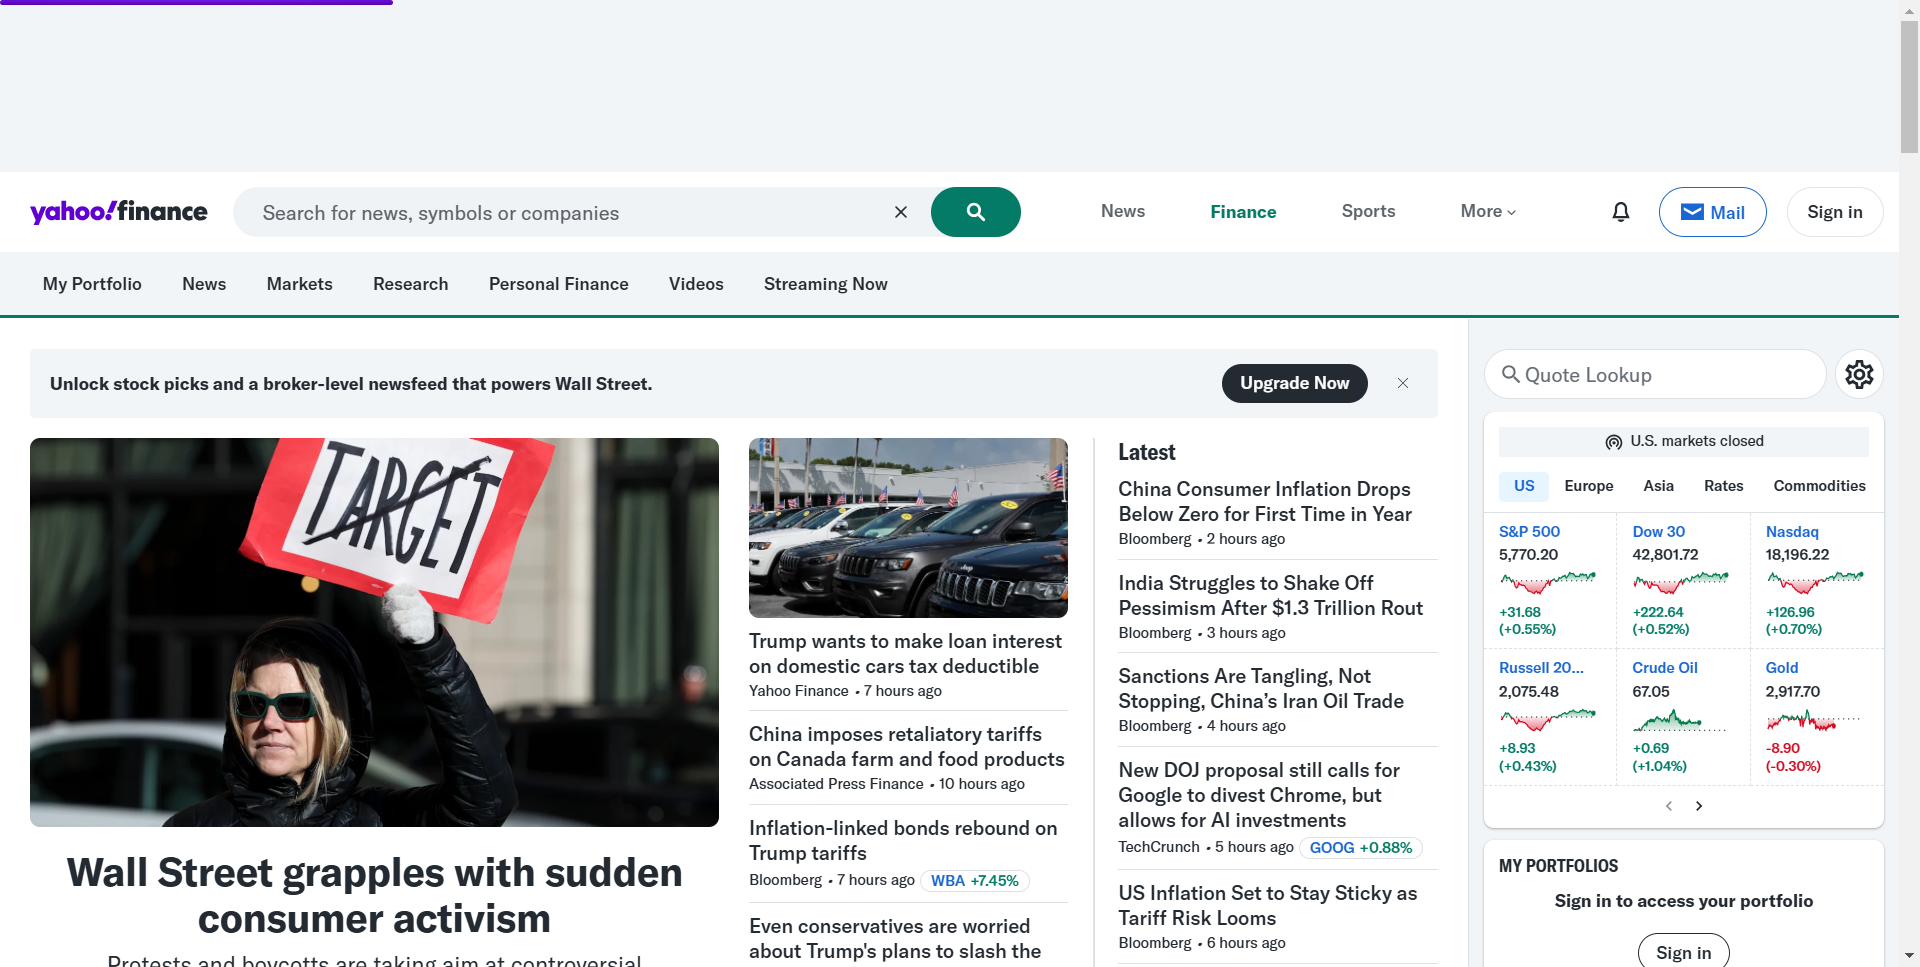 yahoo!finance
Search for news, symbols or companies
News
Finance
Sports
More
Mail
Sign in
My Portfolio
News
Markets
Research
Personal Finance
Videos
Streaming Now
Unlock stock picks and a broker-level newsfeed that powers Wall Street.
Upgrade Now
TARGET
Wall Street grapples with sudden
consumer activism
Protests and boycotts are taking aim at controversial
Jeep
Trump wants to make loan interest
on domestic cars tax deductible
Yahoo Finance • 7 hours ago
China imposes retaliatory tariffs
on Canada farm and food products
Associated Press Finance • 10 hours ago
Inflation-linked bonds rebound on
Trump tariffs
Bloomberg • 7 hours ago WBA +7.45%
Even conservatives are worried
about Trump's plans to slash the
Latest
China Consumer Inflation Drops
Below Zero for First Time in Year
Bloomberg • 2 hours ago
India Struggles to Shake Off
Pessimism After $1.3 Trillion Rout
Bloomberg • 3 hours ago
Sanctions Are Tangling, Not
Stopping, China’s Iran Oil Trade
Bloomberg • 4 hours ago
New DOJ proposal still calls for
Google to divest Chrome, but
allows for AI investments
TechCrunch • 5 hours ago GOOG +0.88%
US Inflation Set to Stay Sticky as
Tariff Risk Looms
Bloomberg • 6 hours ago
Quote Lookup
U.S. markets closed
US Europe Asia Rates Commodities
S&P 500
5,770.20
+31.68
(+0.55%)
Dow 30
42,801.72
+222.64
(+0.52%)
Nasdaq
18,196.22
+126.96
(+0.70%)
Russell 20...
2,075.48
+8.93
(+0.43%)
Crude Oil
67.05
+0.69
(+1.04%)
Gold
2,917.70
-8.90
(-0.30%)
MY PORTFOLIOS
Sign in to access your portfolio
Sign in